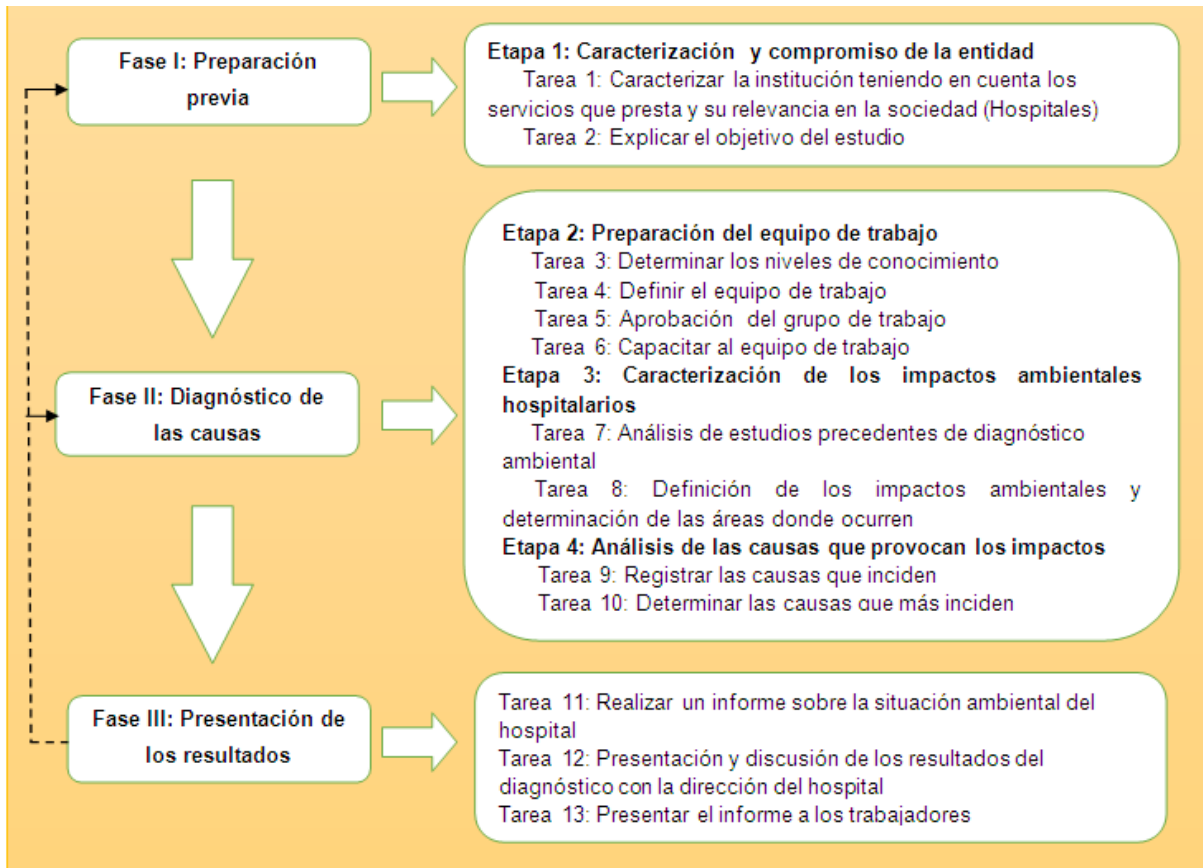 Fase I: Preparación
previa
Etapa 1: Caracterización y compromiso de la entidad
Tarea 1: Caracterizar la institución teniendo en cuenta los
servicios que presta y su relevancia en la sociedad (Hospitales)
Tarea 2: Explicar el objetivo del estudio
Fase II: Diagnóstico de
las causas
Etapa 2: Preparación del equipo de trabajo
Tarea 3: Determinar los niveles de conocimiento
Tarea 4: Definir el equipo de trabajo
Tarea 5: Aprobación del grupo de trabajo
Tarea 6: Capacitar al equipo de trabajo
Etapa 3: Caracterización de los impactos ambientales
hospitalarios
Tarea 7: Análisis de estudios precedentes de diagnóstico
ambiental
Tarea 8: Definición de los impactos ambientales y
determinación de las áreas donde ocurren
Etapa 4: Análisis de las causas que provocan los impactos
Tarea 9: Registrar las causas que inciden
Tarea 10: Determinar las causas que más inciden
Fase III: Presentación de
los resultados
Tarea 11: Realizar un informe sobre la situación ambiental del
hospital
Tarea 12: Presentación y discusión de los resultados del
diagnóstico con la dirección del hospital
Tarea 13: Presentar el informe a los trabajadores